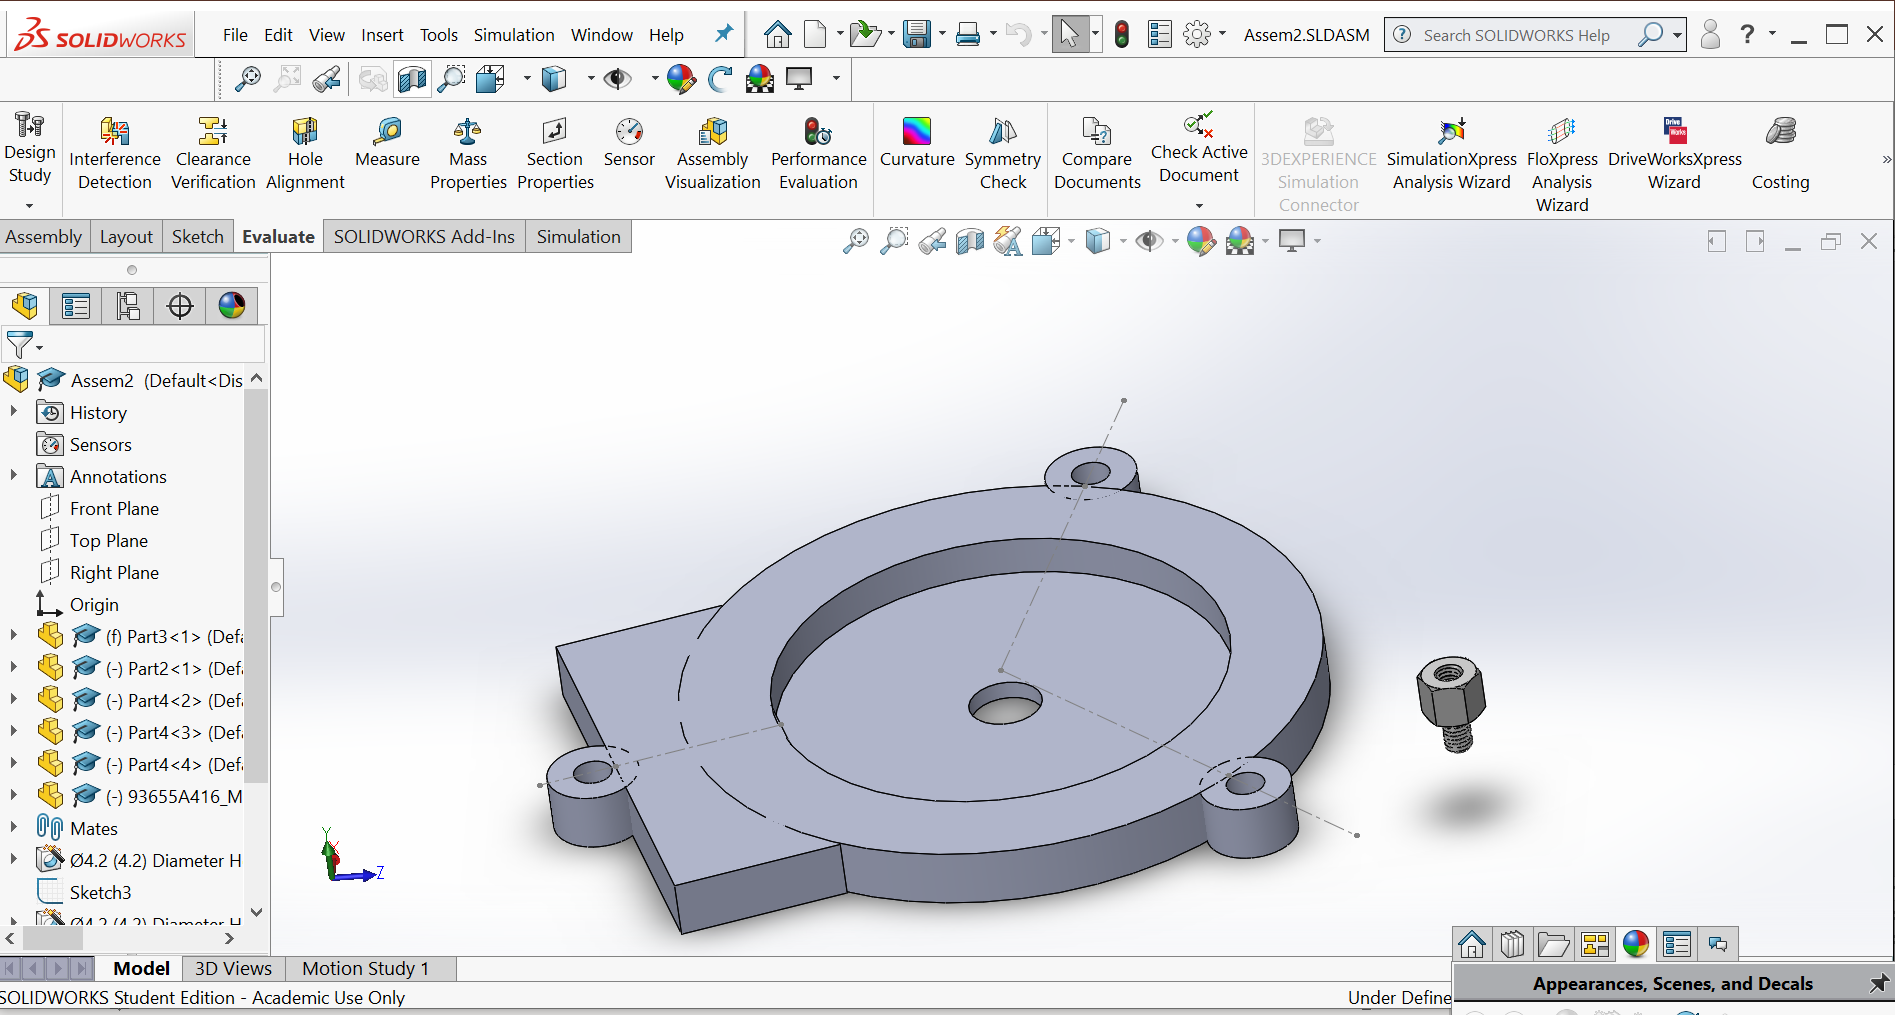 SOLIDWORKS File Edit View Insert Tools Simulation Window Help Assem2.SLDASM Search SOLIDWORKS Help ?
Design Study
Interference Detection
Clearance Verification
Hole Alignment
Measure
Mass Properties
Section Properties
Sensor
Assembly Visualization
Performance Evaluation
Curvature
Symmetry Check
Compare Documents
Check Active Document
3DEXPERIENCE Simulation Connector
SimulationXpress Analysis Wizard
FloXpress Analysis Wizard
DriveWorksXpress Wizard
Costing
»
Assembly Layout Sketch Evaluate SOLIDWORKS Add-Ins Simulation
Assem2 (Default<Dis
History
Sensors
Annotations
Front Plane
Top Plane
Right Plane
Origin
(f) Part3<1> (Defa
(-) Part2<1> (Def
(-) Part4<2> (Def
(-) Part4<3> (Def
(-) Part4<4> (Def
(-) 93655A416_M
Mates
Ø4.2 (4.2) Diameter H
Sketch3
Ø4.2 (4.2) Diameter H
Y
X
Z
Model 3D Views Motion Study 1
Appearances, Scenes, and Decals
SOLIDWORKS Student Edition - Academic Use Only
Under Define